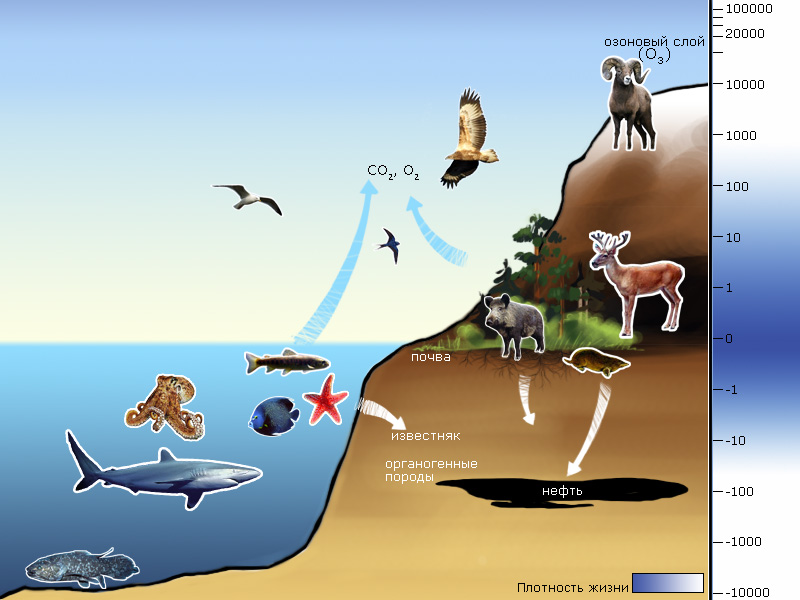 100000
20000
озоновый слой
(O₃)
10000
1000
CO₂, O₂
100
10
1
0
почва
-1
известняк
-10
органогенные
породы
нефть
-100
-1000
Плотность жизни
-10000